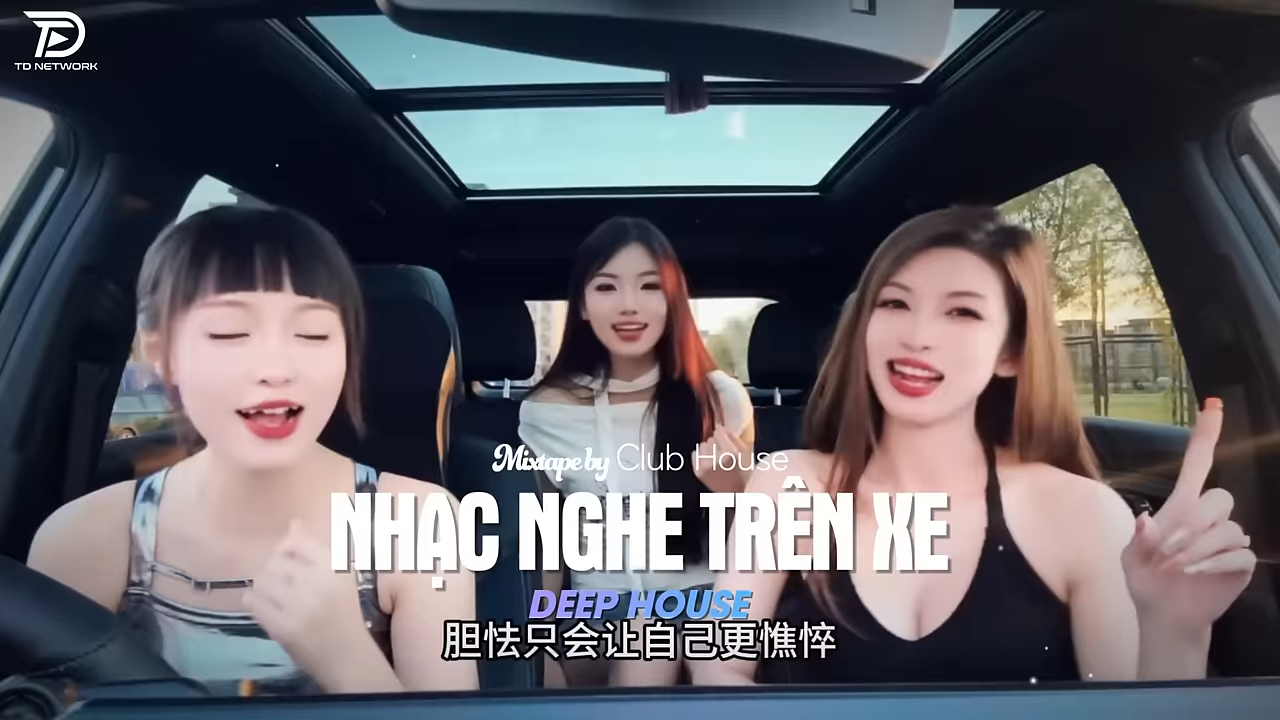 TD NETWORK
Mixtape by Club House
NHẠC NGHE TRÊN XE
DEEP HOUSE
胆怯只会让自己更憔悴